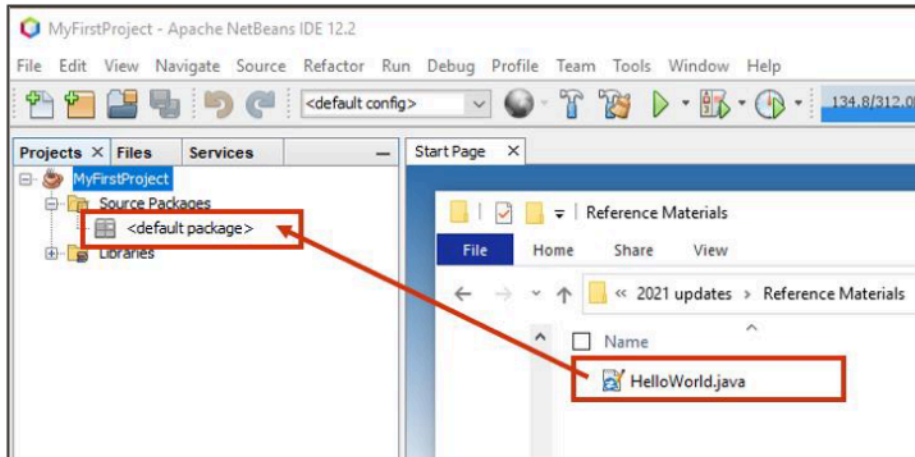 MyFirstProject - Apache NetBeans IDE 12.2
File Edit View Navigate Source Refactor Run Debug Profile Team Tools Window Help
<default config>
134.8/312.0
Projects Files Services
Start Page
MyFirstProject
Source Packages
<default package>
Libraries
Reference Materials
File Home Share View
« 2021 updates > Reference Materials
Name
HelloWorld.java